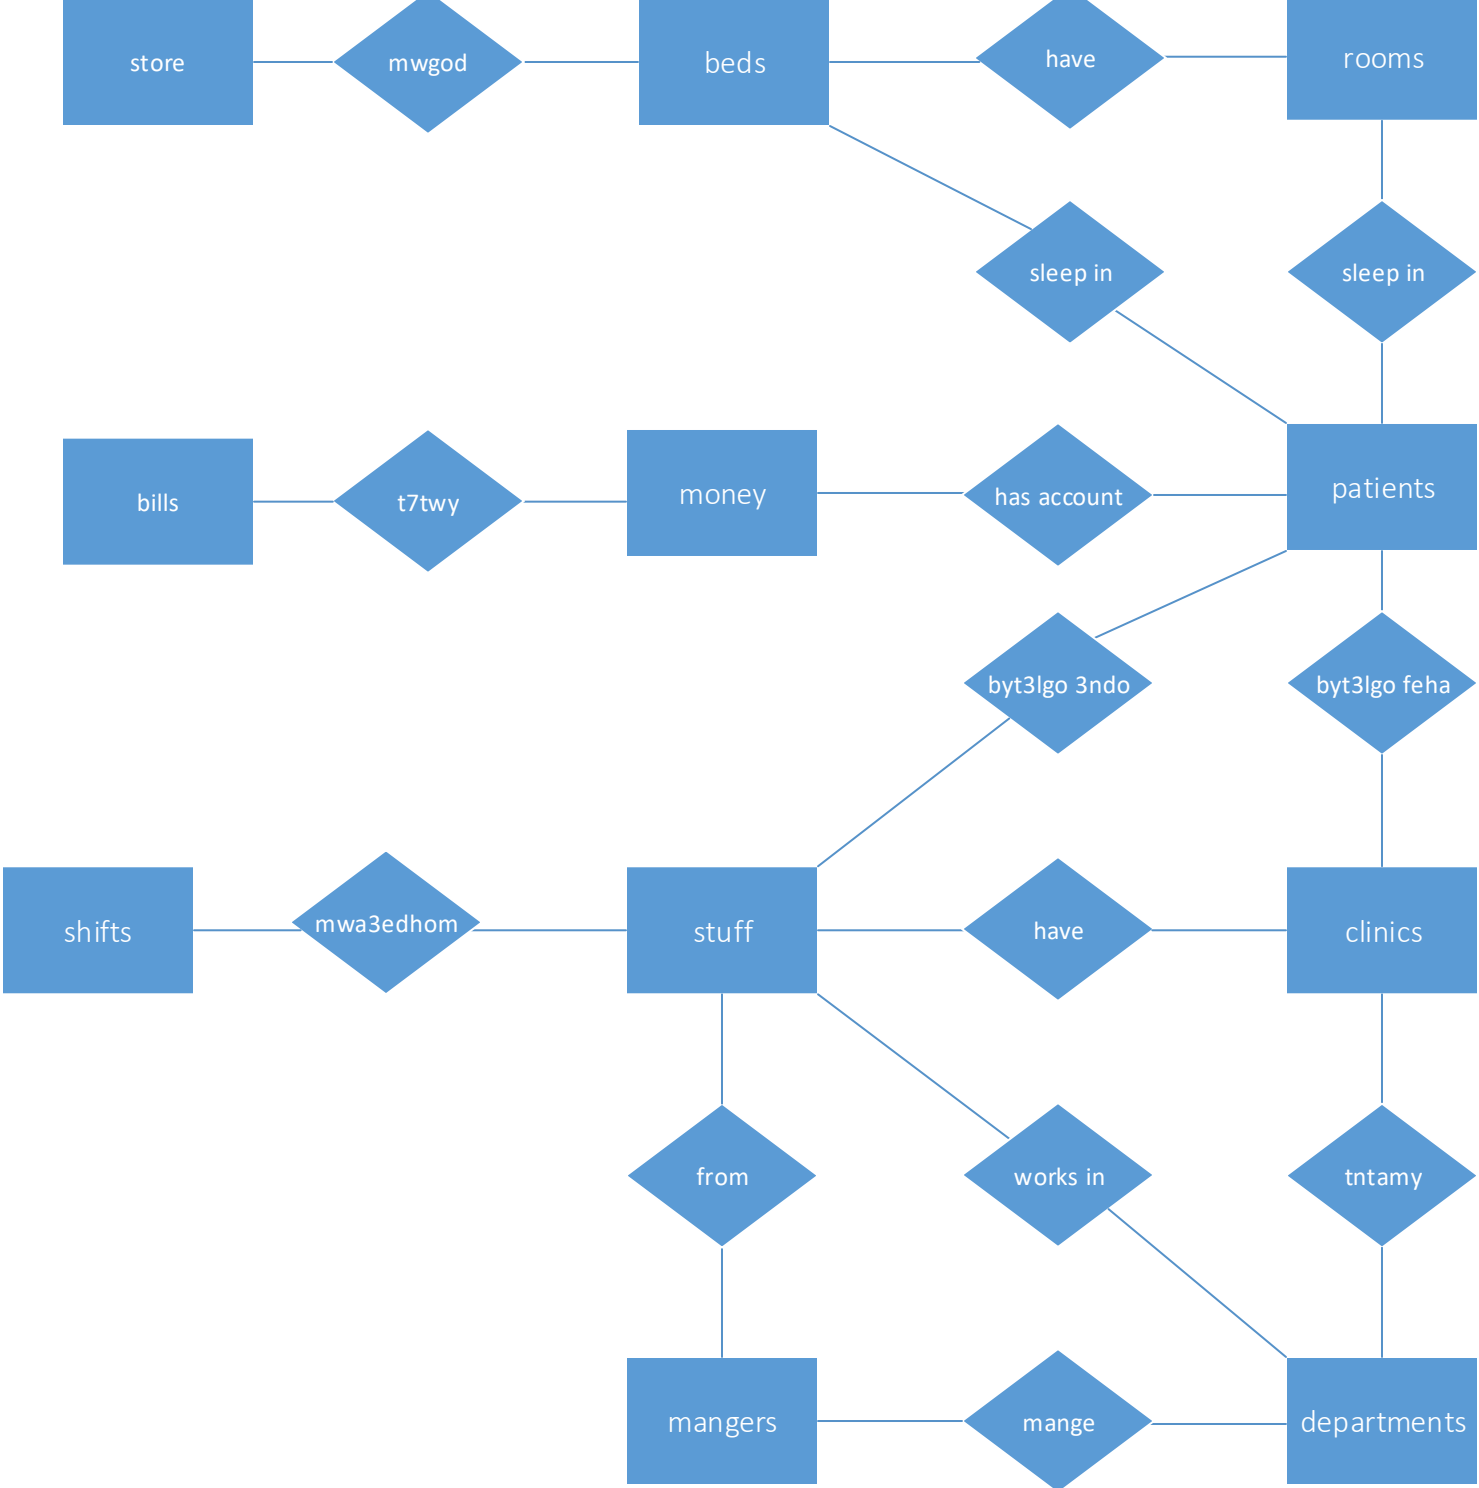 store
mwgod
beds
have
rooms
sleep in
sleep in
bills
t7twy
money
has account
patients
byt3lgo 3ndo
byt3lgo feha
shifts
mwa3edhom
stuff
have
clinics
from
works in
tntamy
mangers
mange
departments